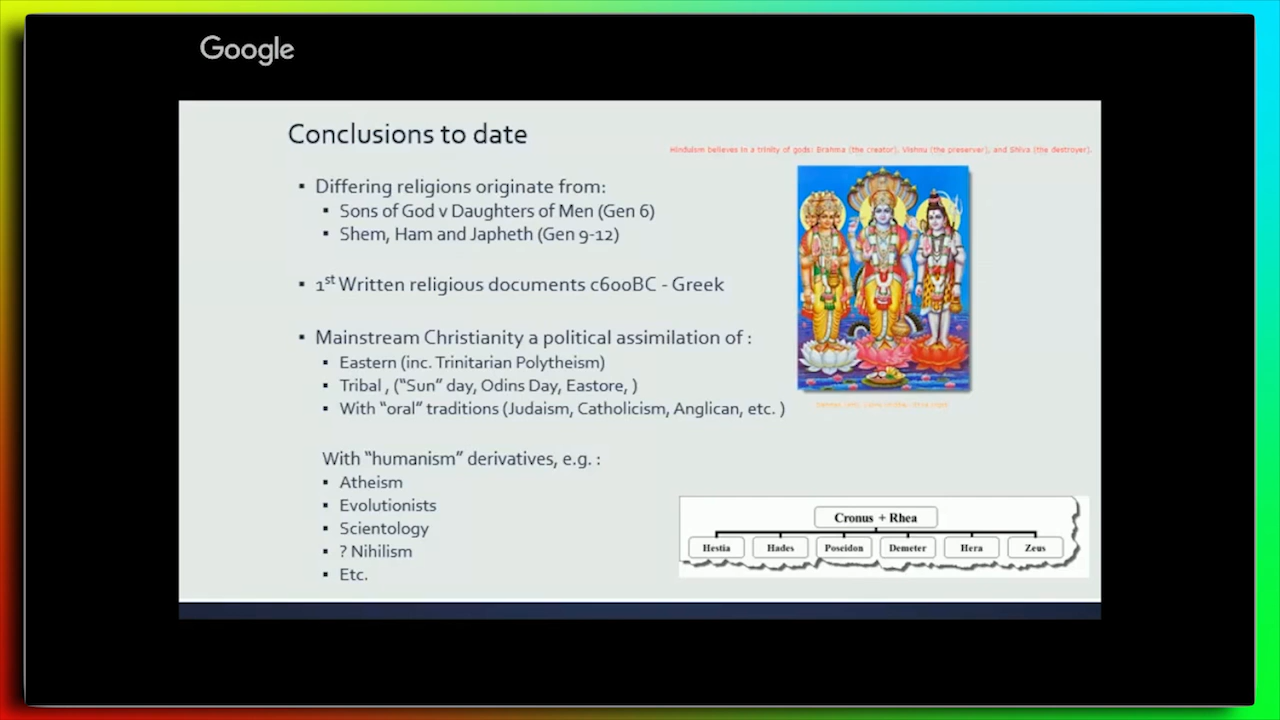 Google
Conclusions to date
Hinduism believes in a trinity of gods: Brahma (the creator), Vishnu (the preserver), and Shiva (the destroyer).
▪ Differing religions originate from:
▪ Sons of God v Daughters of Men (Gen 6)
▪ Shem, Ham and Japheth (Gen 9-12)
▪ 1st Written religious documents c600BC - Greek
▪ Mainstream Christianity a political assimilation of :
▪ Eastern (inc. Trinitarian Polytheism)
▪ Tribal , ("Sun" day, Odins Day, Eastore, )
▪ With "oral" traditions (Judaism, Catholicism, Anglican, etc. )
With "humanism" derivatives, e.g. :
▪ Atheism
▪ Evolutionists
▪ Scientology
▪ ? Nihilism
▪ Etc.
Cronus + Rhea
Hestia Hades Poseidon Demeter Hera Zeus